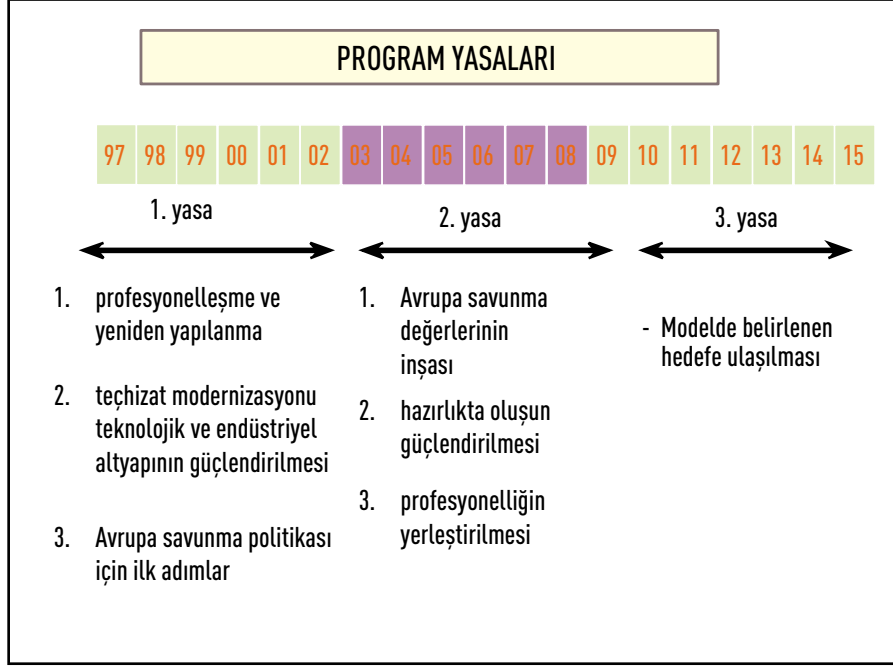 PROGRAM YASALARI
97 98 99 00 01 02 03 04 05 06 07 08 09 10 11 12 13 14 15
1. yasa
2. yasa
3. yasa
1. profesyonelleşme ve
yeniden yapılanma
2. teçhizat modernizasyonu
teknolojik ve endüstriyel
altyapının güçlendirilmesi
3. Avrupa savunma politikası
için ilk adımlar
1. Avrupa savunma
değerlerinin
inşası
2. hazırlıkta oluşun
güçlendirilmesi
3. profesyonelliğin
yerleştirilmesi
- Modelde belirlenen
hedefe ulaşılması